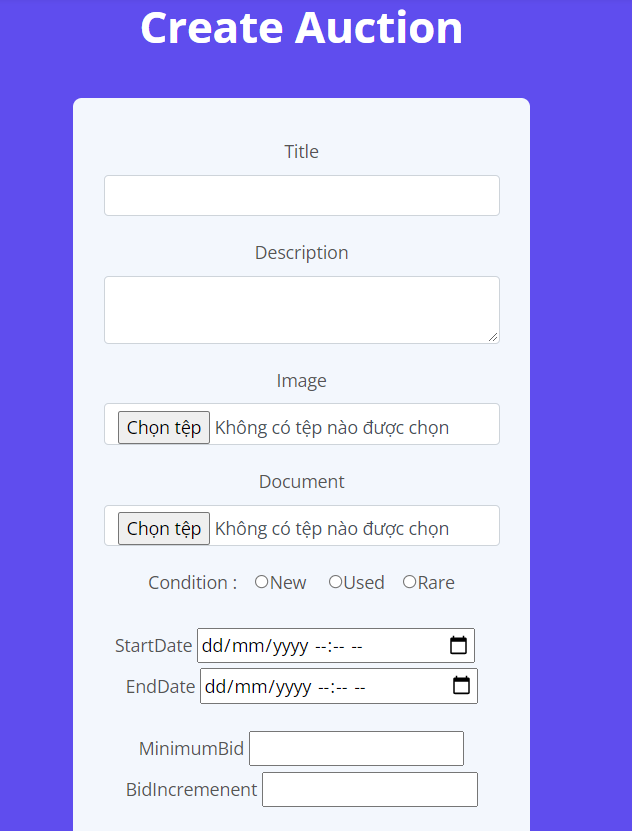 Create Auction
Title
Description
Image
Chọn tệp Không có tệp nào được chọn
Document
Chọn tệp Không có tệp nào được chọn
Condition : New Used Rare
StartDate dd/mm/yyyy --:-- --
EndDate dd/mm/yyyy --:-- --
MinimumBid
BidIncremenent